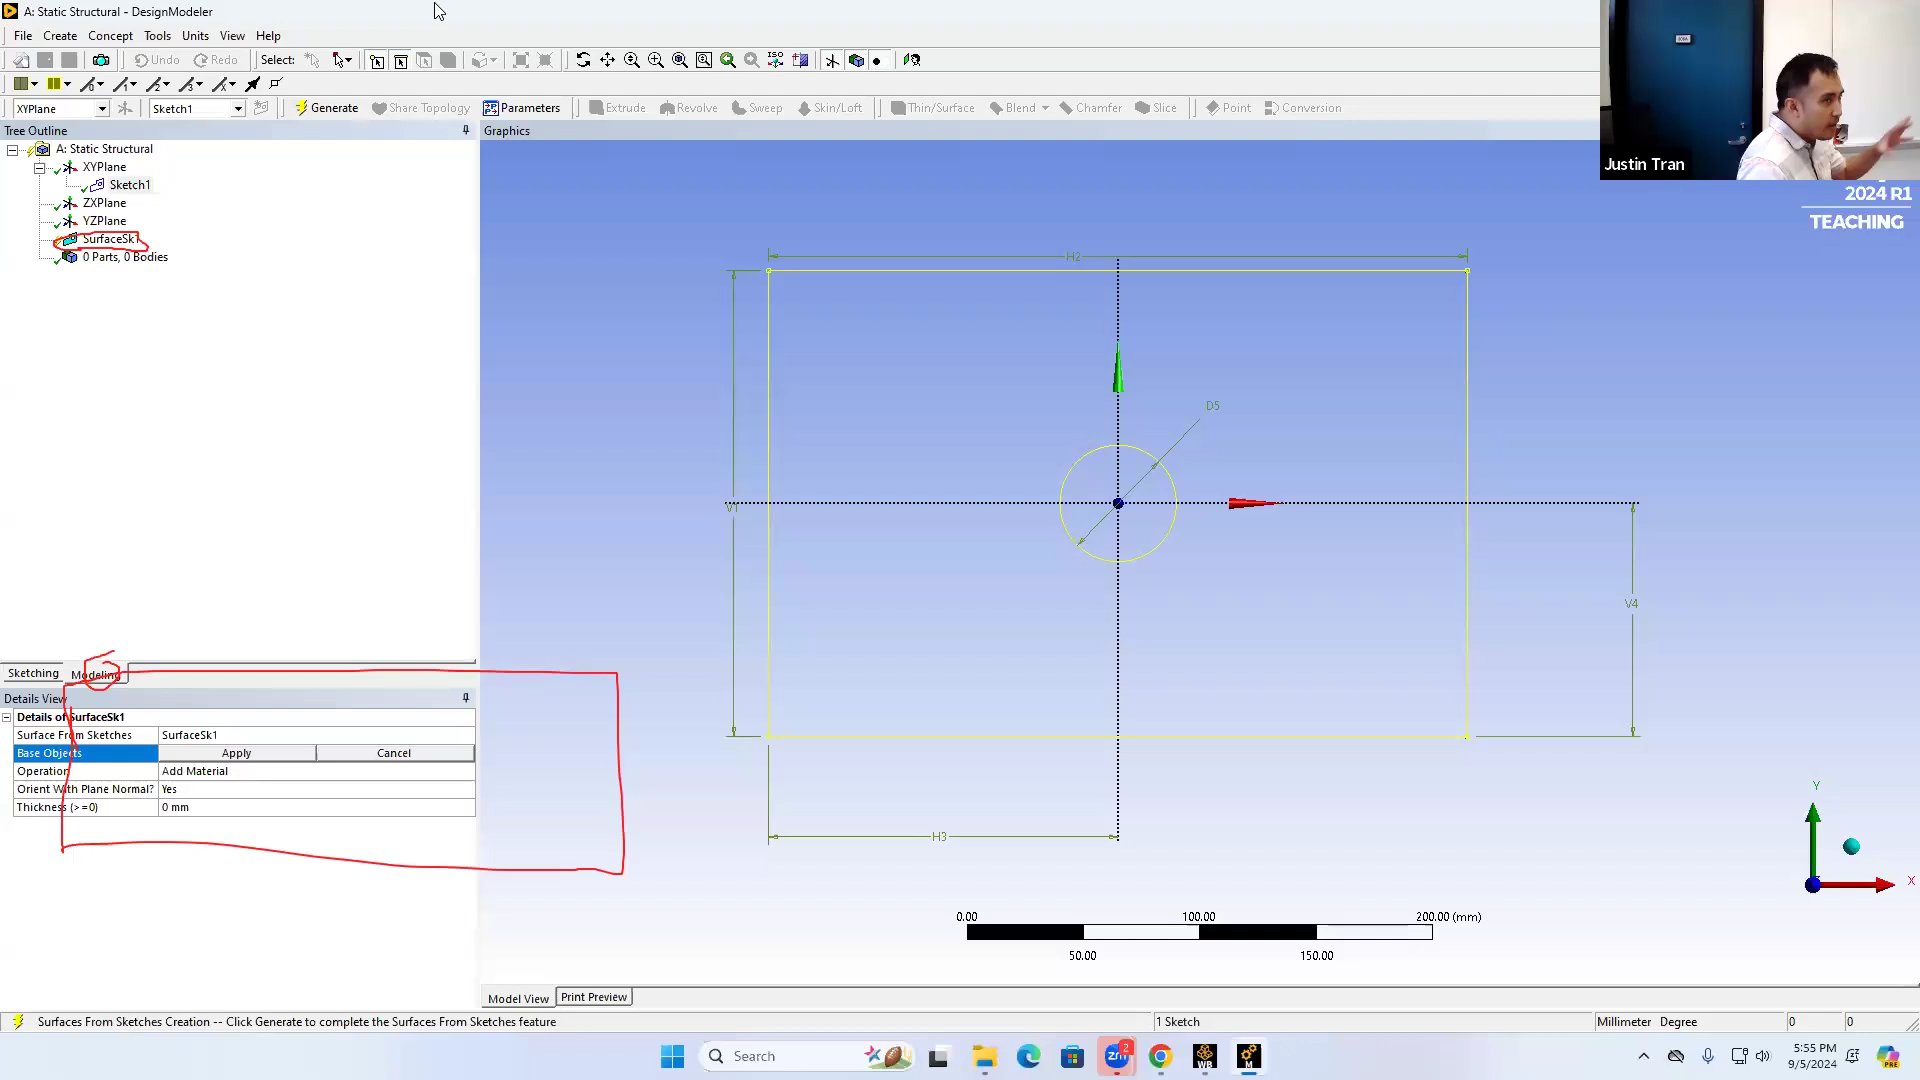 A: Static Structural - DesignModeler
File Create Concept Tools Units View Help
Undo Redo Select: ISO
XYPlane Sketch1 Generate Share Topology Parameters Extrude Revolve Sweep Skin/Loft Thin/Surface Blend Chamfer Slice Point Conversion
Tree Outline
Graphics
A: Static Structural
XYPlane
Sketch1
ZXPlane
YZPlane
SurfaceSk1
0 Parts, 0 Bodies
Justin Tran
2024 R1
TEACHING
H2
D5
V1
V4
H3
Sketching Modeling
Details View
Details of SurfaceSk1
Surface From Sketches SurfaceSk1
Base Objects Apply Cancel
Operation Add Material
Orient With Plane Normal? Yes
Thickness (>=0) 0 mm
Y
X
0.00 100.00 200.00 (mm)
50.00 150.00
Model View Print Preview
Surfaces From Sketches Creation -- Click Generate to complete the Surfaces From Sketches feature 1 Sketch Millimeter Degree 0 0
Search
zm 2
WB
M
5:55 PM
9/5/2024
PRE